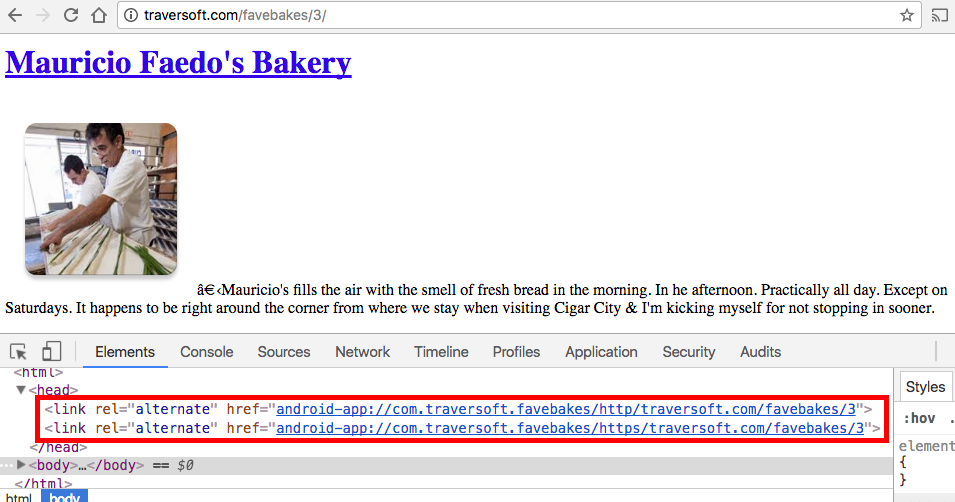 traversoft.com/favebakes/3/
Mauricio Faedo's Bakery
â€‹Mauricio's fills the air with the smell of fresh bread in the morning. In he afternoon. Practically all day. Except on
Saturdays. It happens to be right around the corner from where we stay when visiting Cigar City & I'm kicking myself for not stopping in sooner.
Elements Console Sources Network Timeline Profiles Application Security Audits
<html>
▼<head>
<link rel="alternate" href="android-app://com.traversoft.favebakes/http/traversoft.com/favebakes/3">
<link rel="alternate" href="android-app://com.traversoft.favebakes/https/traversoft.com/favebakes/3">
</head>
…▶<body>…</body> == $0
</html>
html body
Styles
:hov .
element
{
}